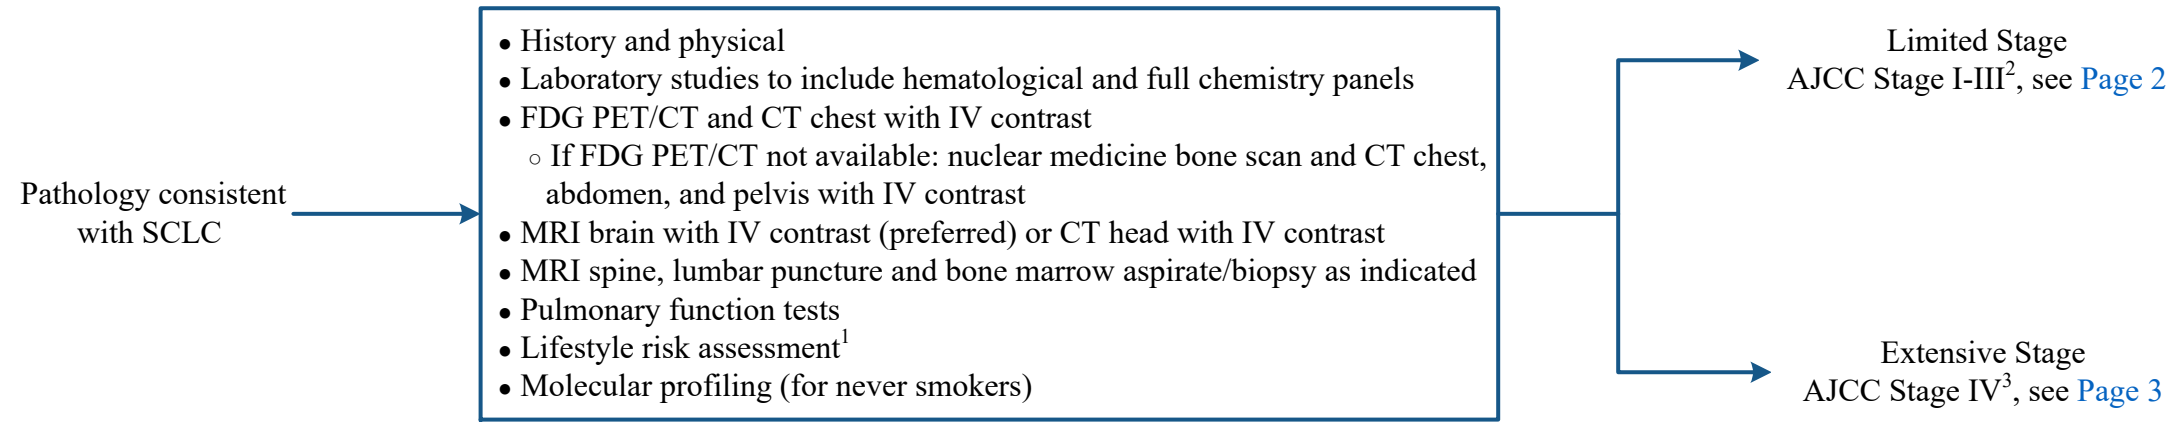 Pathology consistent
with SCLC
● History and physical
● Laboratory studies to include hematological and full chemistry panels
● FDG PET/CT and CT chest with IV contrast
○ If FDG PET/CT not available: nuclear medicine bone scan and CT chest,
abdomen, and pelvis with IV contrast
● MRI brain with IV contrast (preferred) or CT head with IV contrast
● MRI spine, lumbar puncture and bone marrow aspirate/biopsy as indicated
● Pulmonary function tests
● Lifestyle risk assessment¹
● Molecular profiling (for never smokers)
Limited Stage
AJCC Stage I-III², see Page 2
Extensive Stage
AJCC Stage IV³, see Page 3